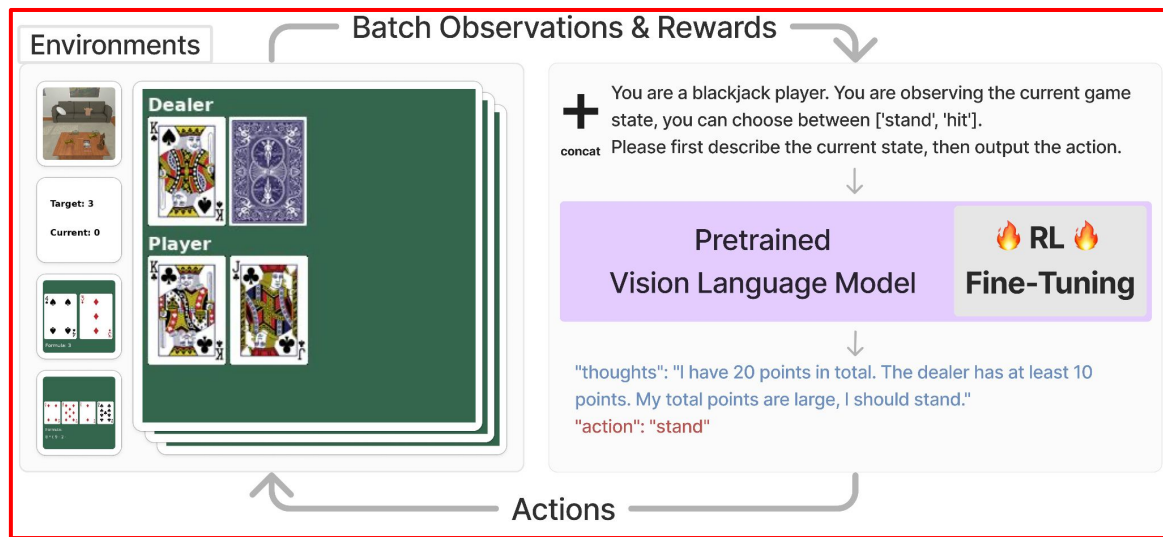 Batch Observations & Rewards
Environments
Target: 3
Current: 0
Dealer
K
K
Player
K
K
J
J
+
concat
You are a blackjack player. You are observing the current game
state, you can choose between ['stand', 'hit'].
Please first describe the current state, then output the action.
Pretrained
Vision Language Model
🔥 RL 🔥
Fine-Tuning
"thoughts": "I have 20 points in total. The dealer has at least 10
points. My total points are large, I should stand."
"action": "stand"
Actions